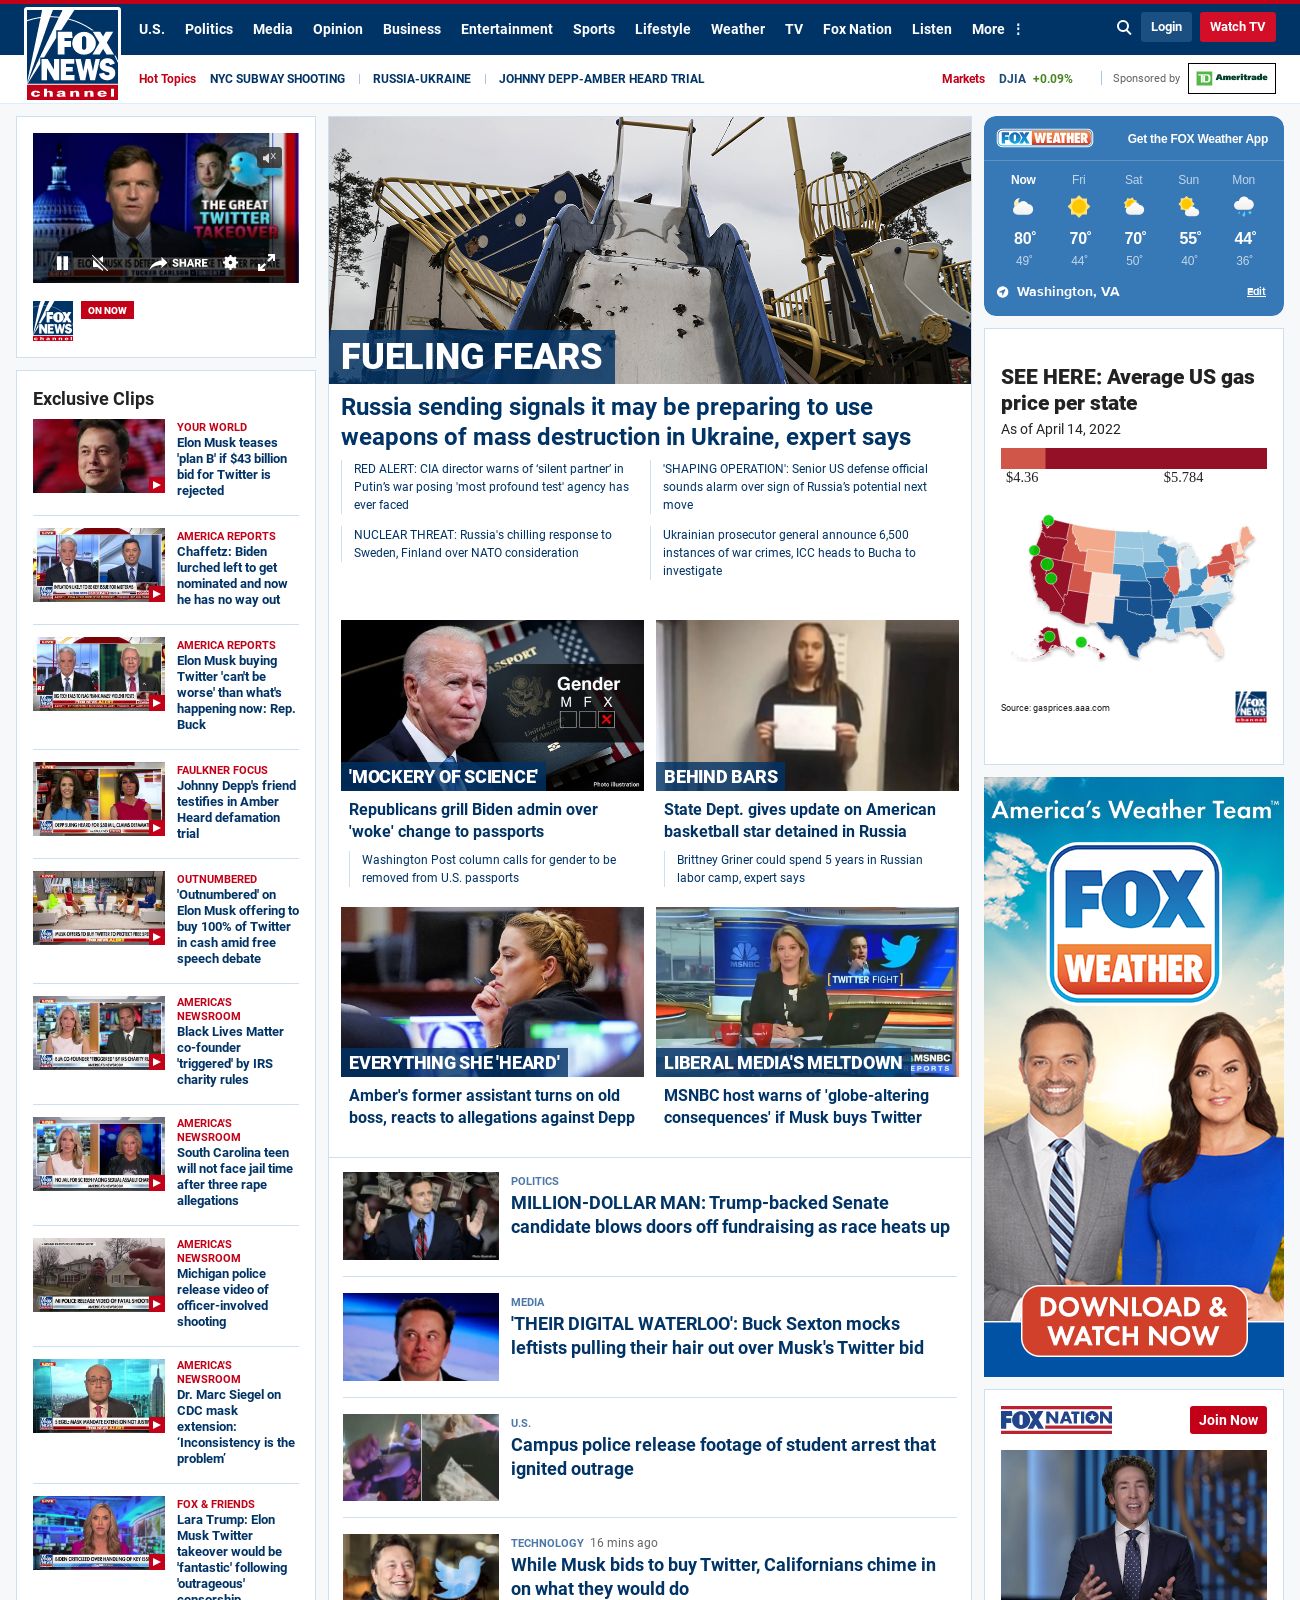 FOX
NEWS
channel
U.S. Politics Media Opinion Business Entertainment Sports Lifestyle Weather TV Fox Nation Listen More
Login
Watch TV
Hot Topics NYC SUBWAY SHOOTING RUSSIA-UKRAINE JOHNNY DEPP-AMBER HEARD TRIAL
Markets DJIA +0.09% Sponsored by TD Ameritrade
THE GREAT
TWITTER
TAKEOVER
TUCKER CARLSON
SHARE
FOX
NEWS
channel
ON NOW
Exclusive Clips
YOUR WORLD
Elon Musk teases
'plan B' if $43 billion
bid for Twitter is
rejected
AMERICA REPORTS
Chaffetz: Biden
lurched left to get
nominated and now
he has no way out
AMERICA REPORTS
Elon Musk buying
Twitter 'can't be
worse' than what's
happening now: Rep.
Buck
FAULKNER FOCUS
Johnny Depp's friend
testifies in Amber
Heard defamation
trial
OUTNUMBERED
'Outnumbered' on
Elon Musk offering to
buy 100% of Twitter
in cash amid free
speech debate
AMERICA'S
NEWSROOM
Black Lives Matter
co-founder
'triggered' by IRS
charity rules
AMERICA'S
NEWSROOM
South Carolina teen
will not face jail time
after three rape
allegations
AMERICA'S
NEWSROOM
Michigan police
release video of
officer-involved
shooting
AMERICA'S
NEWSROOM
Dr. Marc Siegel on
CDC mask
extension:
‘Inconsistency is the
problem’
FOX & FRIENDS
Lara Trump: Elon
Musk Twitter
takeover would be
'fantastic' following
'outrageous'
censorship
FUELING FEARS
Russia sending signals it may be preparing to use
weapons of mass destruction in Ukraine, expert says
RED ALERT: CIA director warns of ‘silent partner’ in
Putin’s war posing 'most profound test' agency has
ever faced
'SHAPING OPERATION': Senior US defense official
sounds alarm over sign of Russia’s potential next
move
NUCLEAR THREAT: Russia's chilling response to
Sweden, Finland over NATO consideration
Ukrainian prosecutor general announce 6,500
instances of war crimes, ICC heads to Bucha to
investigate
PASSPORT
United States
of America
Gender
M F X
Photo Illustration
'MOCKERY OF SCIENCE'
Republicans grill Biden admin over
'woke' change to passports
Washington Post column calls for gender to be
removed from U.S. passports
BEHIND BARS
State Dept. gives update on American
basketball star detained in Russia
Brittney Griner could spend 5 years in Russian
labor camp, expert says
EVERYTHING SHE 'HEARD'
Amber's former assistant turns on old
boss, reacts to allegations against Depp
MSNBC
[TWITTER FIGHT]
MSNBC
REPORTS
LIBERAL MEDIA'S MELTDOWN
MSNBC host warns of 'globe-altering
consequences' if Musk buys Twitter
POLITICS
MILLION-DOLLAR MAN: Trump-backed Senate
candidate blows doors off fundraising as race heats up
MEDIA
'THEIR DIGITAL WATERLOO': Buck Sexton mocks
leftists pulling their hair out over Musk's Twitter bid
U.S.
Campus police release footage of student arrest that
ignited outrage
TECHNOLOGY 16 mins ago
While Musk bids to buy Twitter, Californians chime in
on what they would do
FOX WEATHER
Get the FOX Weather App
Now Fri Sat Sun Mon
80° 70° 70° 55° 44°
49° 44° 50° 40° 36°
Washington, VA
Edit
SEE HERE: Average US gas
price per state
As of April 14, 2022
$4.36 $5.784
Source: gasprices.aaa.com
FOX
NEWS
channel
America's Weather Team™
FOX
WEATHER
DOWNLOAD &
WATCH NOW
FOX NATION
Join Now